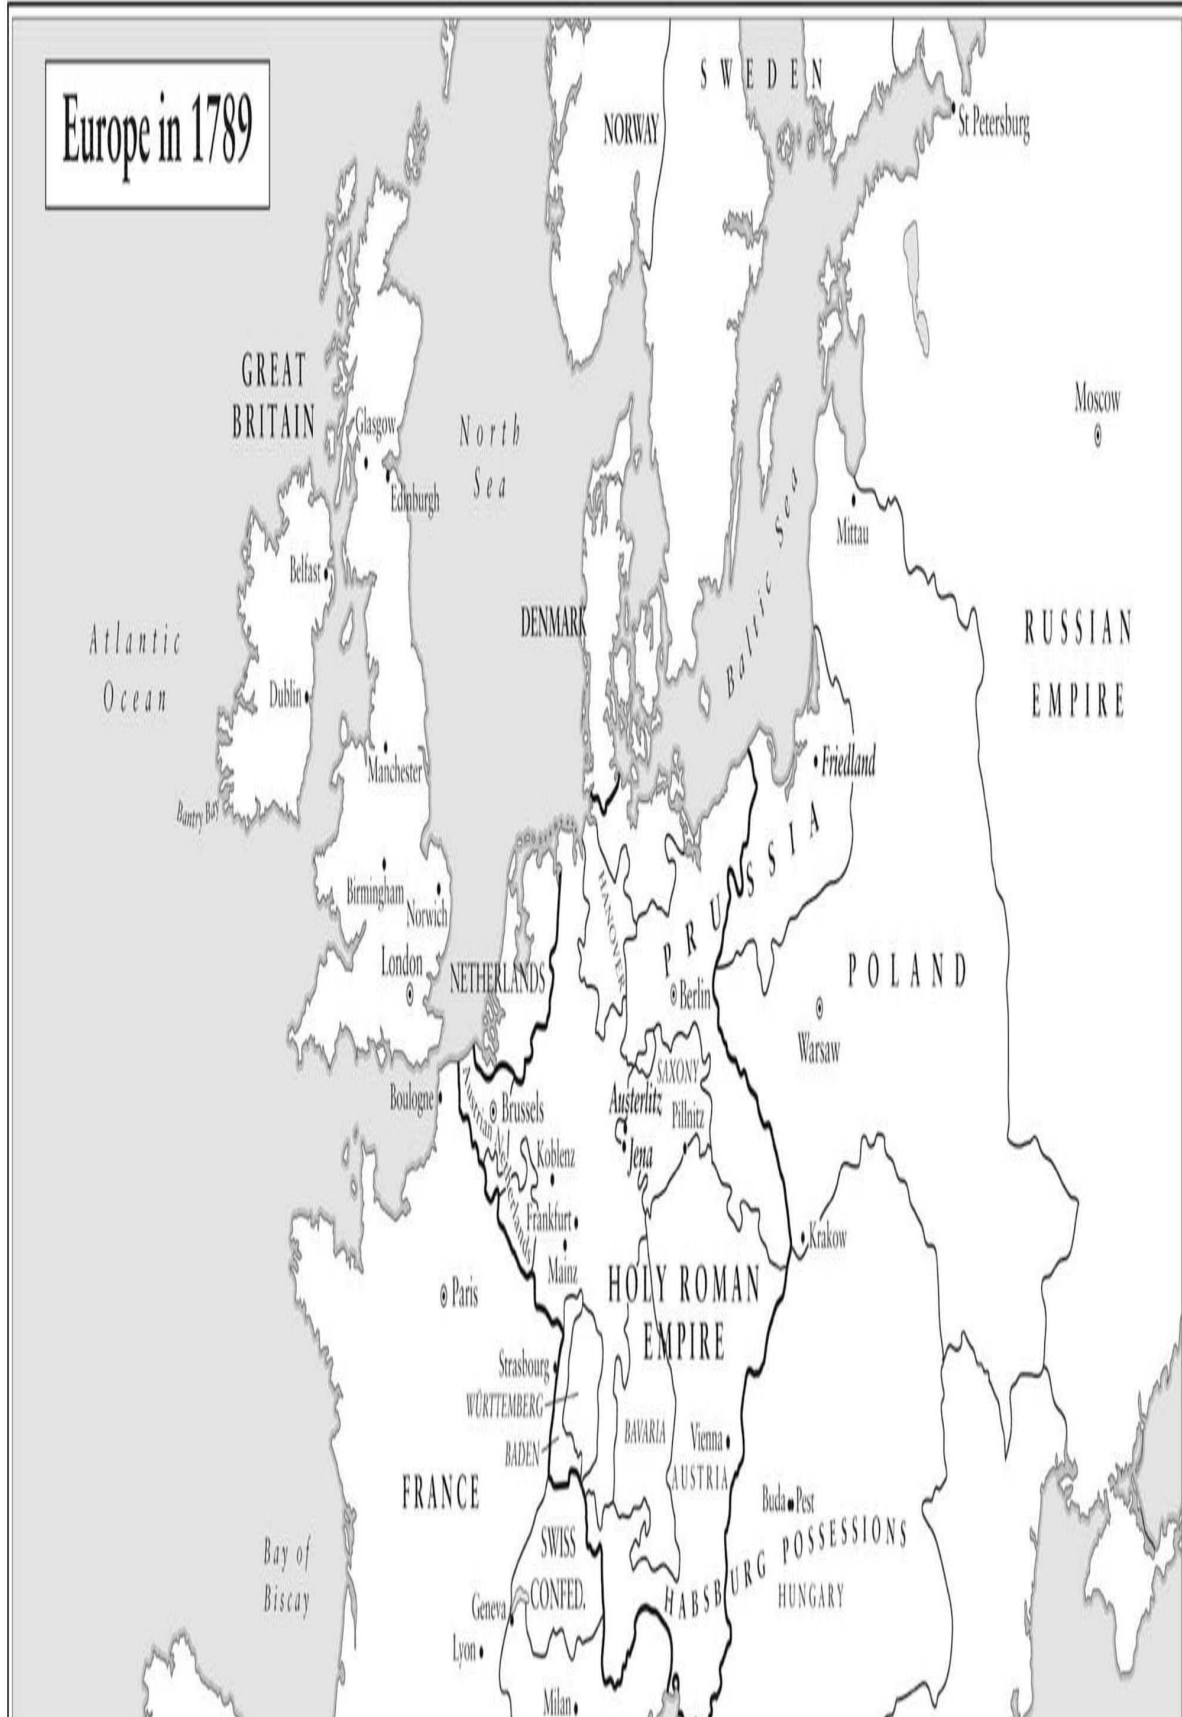 Europe in 1789
SWEDEN
NORWAY
St Petersburg
GREAT
BRITAIN
Glasgow
Edinburgh
North
Sea
Moscow
Mittau
Baltic Sea
Belfast
DENMARK
RUSSIAN
EMPIRE
Atlantic
Ocean
Dublin
Manchester
Friedland
Bantry Bay
PRUSSIA
Birmingham
Norwich
HANOVER
London
NETHERLANDS
Berlin
POLAND
Warsaw
SAXONY
Boulogne
Austrian Netherlands
Brussels
Austerlitz
Pillnitz
Jena
Koblenz
Frankfurt
Krakow
Mainz
HOLY ROMAN
EMPIRE
Paris
Strasbourg
WÜRTTEMBERG
BADEN
BAVARIA
Vienna
AUSTRIA
FRANCE
Buda Pest
HABSBURG POSSESSIONS
HUNGARY
Bay of
Biscay
SWISS
CONFED.
Geneva
Lyon
Milan